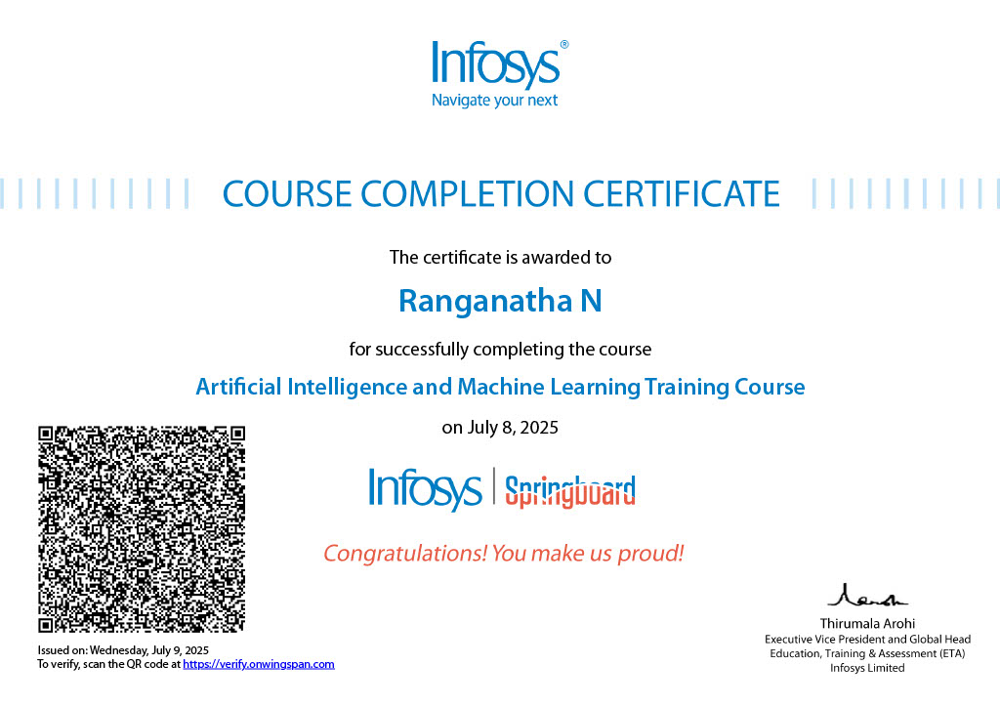 Infosys®
Navigate your next
COURSE COMPLETION CERTIFICATE
The certificate is awarded to
Ranganatha N
for successfully completing the course
Artificial Intelligence and Machine Learning Training Course
on July 8, 2025
Infosys | Springboard
Congratulations! You make us proud!
Thirumala Arohi
Executive Vice President and Global Head
Education, Training & Assessment (ETA)
Infosys Limited
Issued on: Wednesday, July 9, 2025
To verify, scan the QR code at https://verify.onwingspan.com